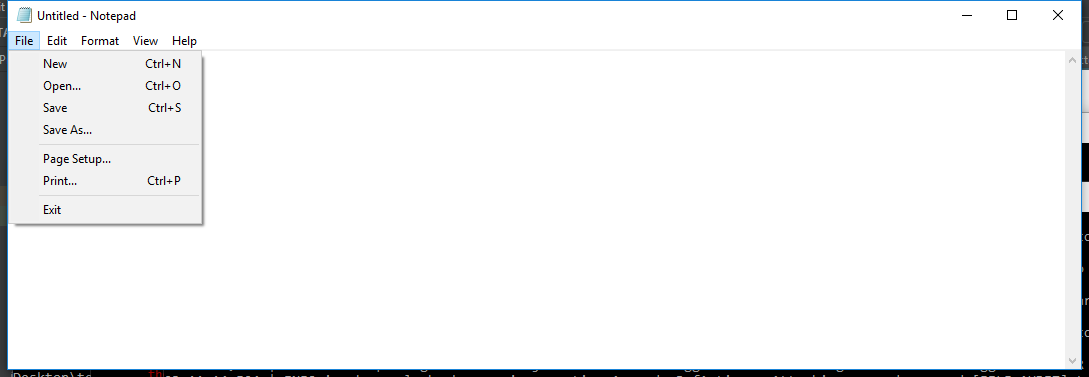 Untitled - Notepad
File Edit Format View Help
New Ctrl+N
Open... Ctrl+O
Save Ctrl+S
Save As...
Page Setup...
Print... Ctrl+P
Exit
Desktop\